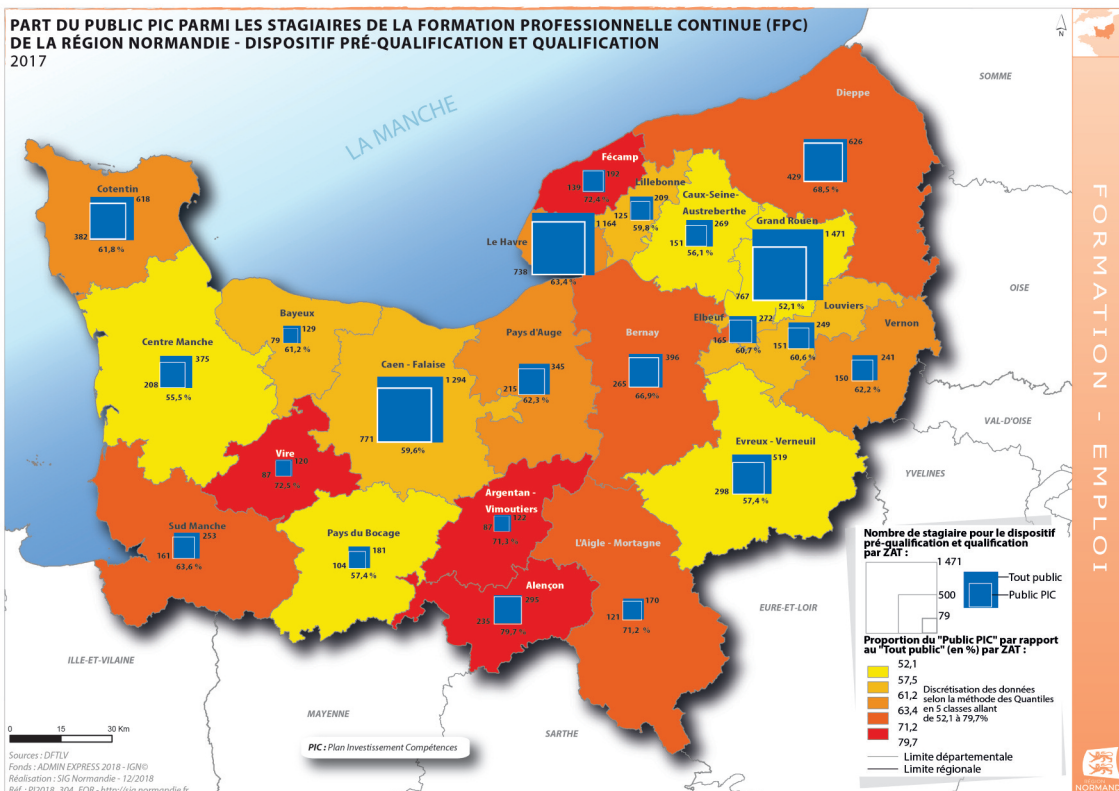 PART DU PUBLIC PIC PARMI LES STAGIAIRES DE LA FORMATION PROFESSIONNELLE CONTINUE (FPC)
DE LA RÉGION NORMANDIE - DISPOSITIF PRÉ-QUALIFICATION ET QUALIFICATION
2017
N
SOMME
LA MANCHE
Dieppe
626
429
68,5 %
Fécamp
192
139
72,4 %
Lillebonne
209
125
59,8 %
Caux-Seine-
Austreberthe
269
151
56,1 %
Grand Rouen
1 471
767
52,1 %
Cotentin
618
382
61,8 %
Le Havre
1 164
738
63,4 %
OISE
Elbeuf
272
165
60,7 %
Louviers
249
151
60,6 %
Vernon
241
150
62,2 %
Bayeux
129
79
61,2 %
Centre Manche
375
208
55,5 %
Caen - Falaise
1 294
771
59,6%
Pays d'Auge
345
215
62,3 %
Bernay
396
265
66,9%
VAL-D'OISE
Evreux - Verneuil
519
298
57,4 %
YVELINES
Vire
120
87
72,5 %
Argentan -
Vimoutiers
122
87
71,3 %
Sud Manche
253
161
63,6 %
Pays du Bocage
181
104
57,4 %
L'Aigle - Mortagne
170
121
71,2 %
Alençon
295
235
79,7 %
EURE-ET-LOIR
ILLE-ET-VILAINE
MAYENNE
SARTHE
Nombre de stagiaire pour le dispositif
pré-qualification et qualification
par ZAT :
1 471
500
79
Tout public
Public PIC
Proportion du "Public PIC" par rapport
au "Tout public" (en %) par ZAT :
52,1
57,5
61,2
63,4
71,2
79,7
Discrétisation des données
selon la méthode des Quantiles
en 5 classes allant
de 52,1 à 79,7%
Limite départementale
Limite régionale
0 15 30 Km
PIC : Plan Investissement Compétences
Sources : DFTLV
Fonds : ADMIN EXPRESS 2018 - IGN©
Réalisation : SIG Normandie - 12/2018
Réf : PI2018_304_FOR - http://sig.normandie.fr
FORMATION - EMPLOI
RÉGION
NORMAND